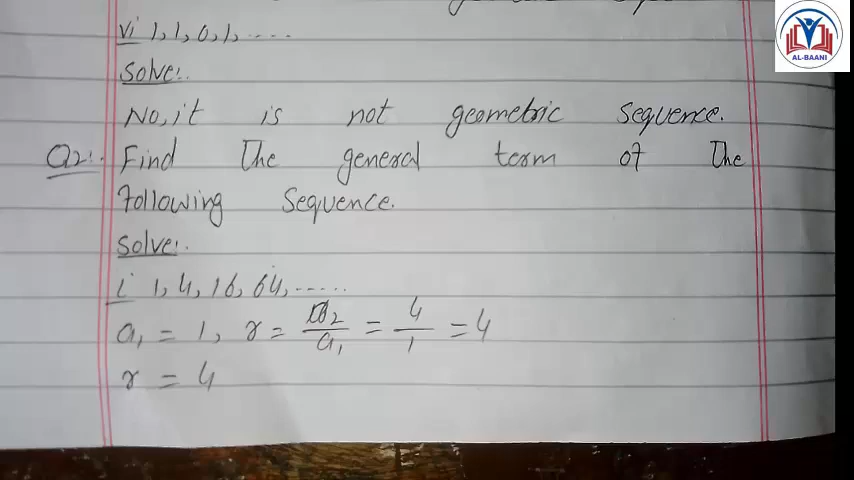 vi 1, 1, 0, 1, .....
Solve:.
No, it is not geometric sequence.
Q2:. Find The general term of The
following Sequence.
Solve:.
i 1, 4, 16, 64, ......
a₁ = 1, r = a₂/a₁ = 4/1 = 4
r = 4
AL-BAANI